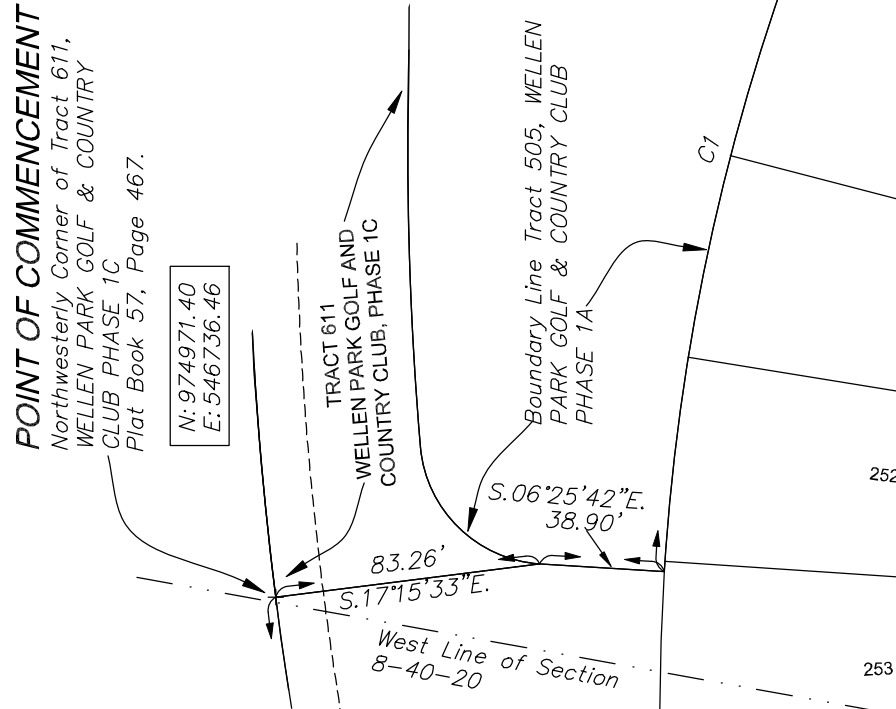 POINT OF COMMENCEMENT
Northwesterly Corner of Tract 611,
WELLEN PARK GOLF & COUNTRY
CLUB PHASE 1C
Plat Book 57, Page 467.
N: 974971.40
E: 546736.46
TRACT 611
WELLEN PARK GOLF AND
COUNTRY CLUB, PHASE 1C
Boundary Line Tract 505, WELLEN
PARK GOLF & COUNTRY CLUB
PHASE 1A
C1
S.06°25'42"E.
38.90'
83.26'
S.17°15'33"E.
West Line of Section
8-40-20
252
253